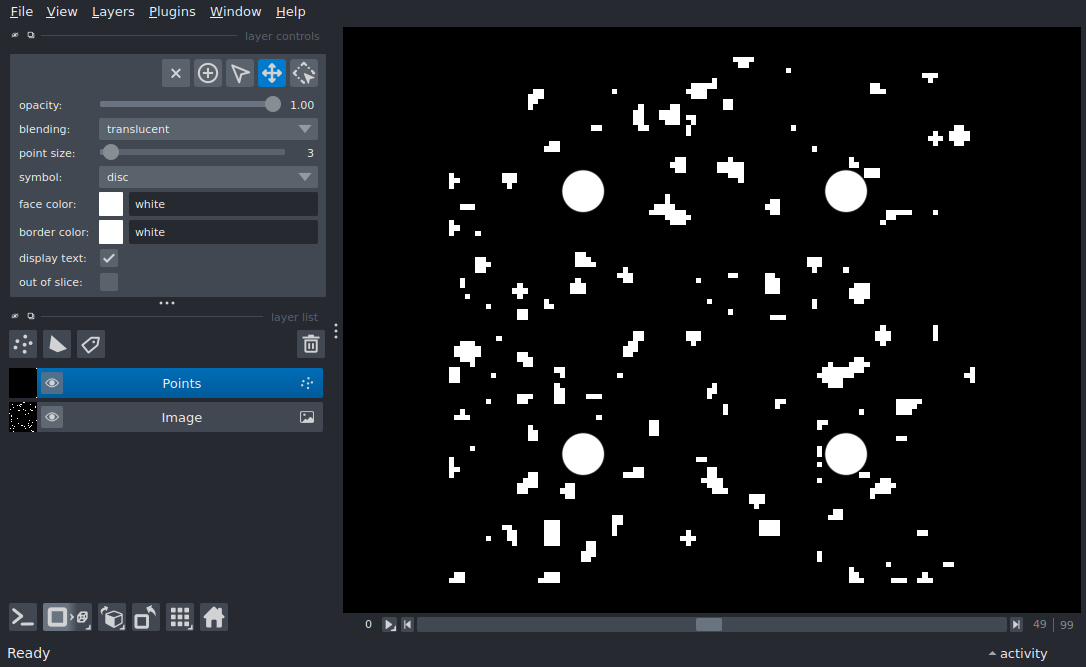 File View Layers Plugins Window Help
layer controls
opacity: 1.00
blending: translucent
point size: 3
symbol: disc
face color: white
border color: white
display text:
out of slice:
layer list
Points
Image
0 49 99
Ready activity